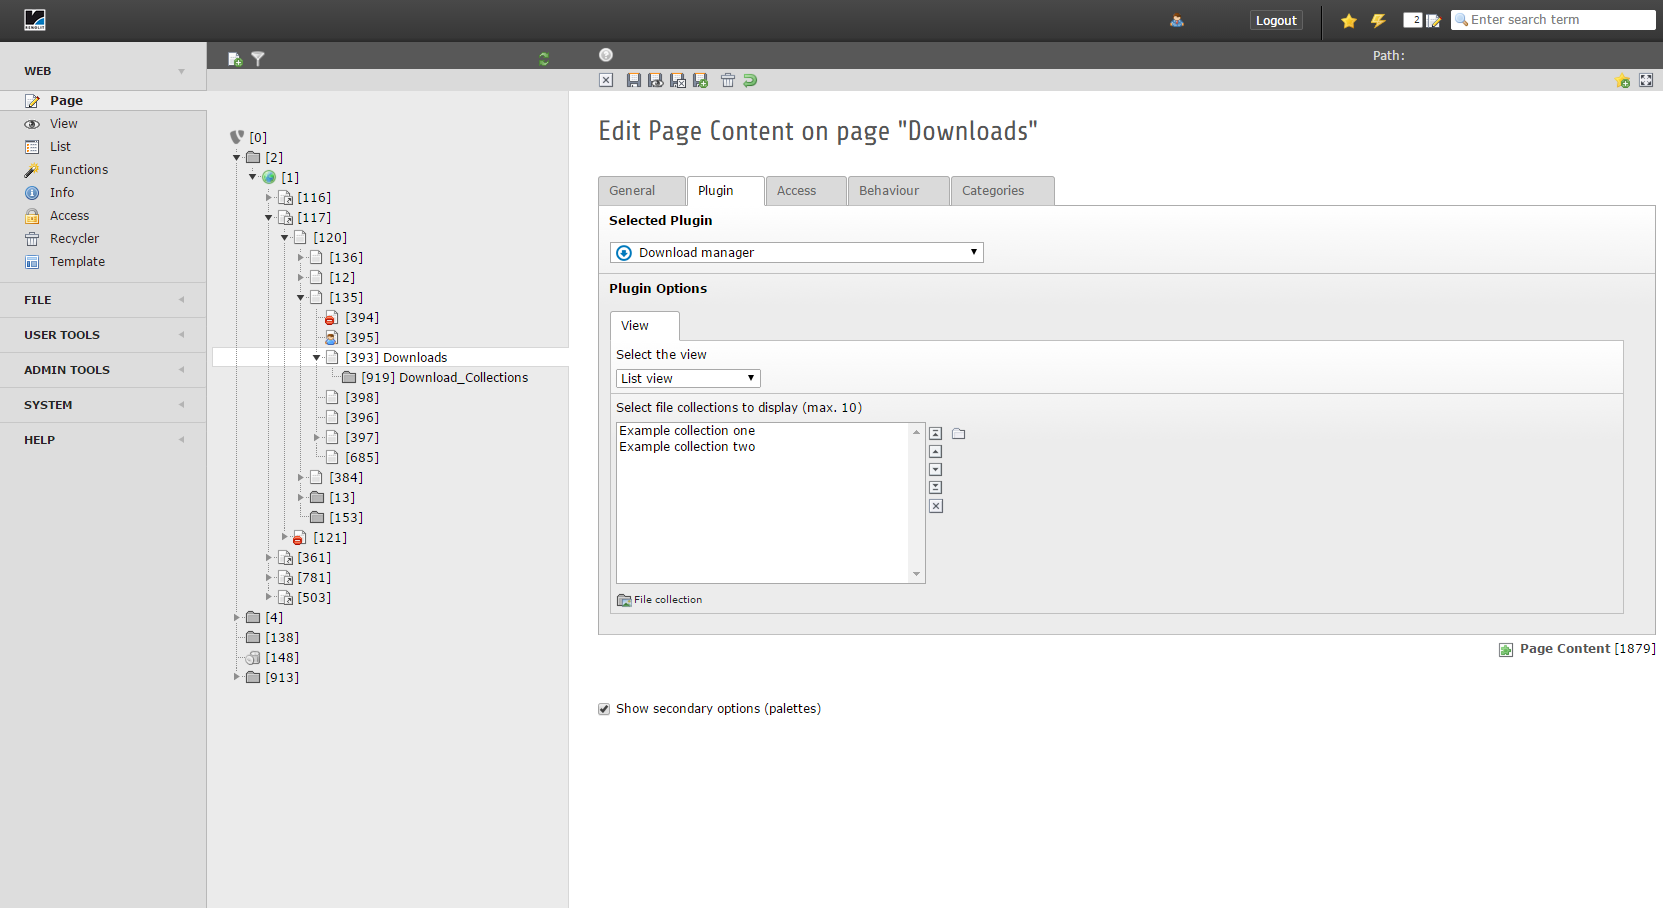 Logout
2
Enter search term
Path:
WEB
Page
View
List
Functions
Info
Access
Recycler
Template
FILE
USER TOOLS
ADMIN TOOLS
SYSTEM
HELP
[0]
[2]
[1]
[116]
[117]
[120]
[136]
[12]
[135]
[394]
[395]
[393] Downloads
[919] Download_Collections
[398]
[396]
[397]
[685]
[384]
[13]
[153]
[121]
[361]
[781]
[503]
[4]
[138]
[148]
[913]
Edit Page Content on page "Downloads"
General Plugin Access Behaviour Categories
Selected Plugin
Download manager
Plugin Options
View
Select the view
List view
Select file collections to display (max. 10)
Example collection one
Example collection two
File collection
Page Content [1879]
Show secondary options (palettes)